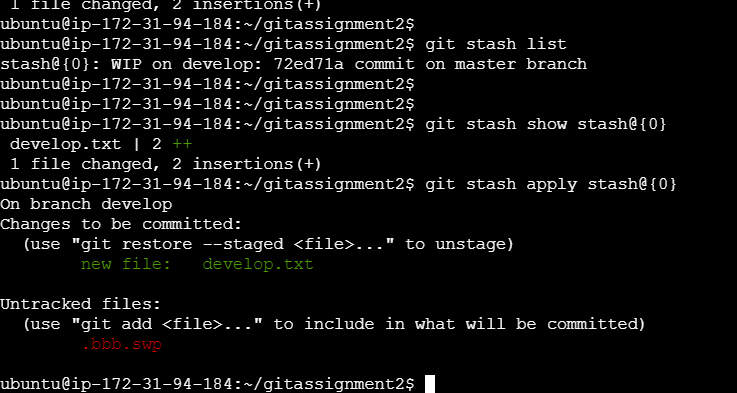 1 file changed, 2 insertions(+)
ubuntu@ip-172-31-94-184:~/gitassignment2$
ubuntu@ip-172-31-94-184:~/gitassignment2$ git stash list
stash@{0}: WIP on develop: 72ed71a commit on master branch
ubuntu@ip-172-31-94-184:~/gitassignment2$
ubuntu@ip-172-31-94-184:~/gitassignment2$
ubuntu@ip-172-31-94-184:~/gitassignment2$ git stash show stash@{0}
develop.txt | 2 ++
1 file changed, 2 insertions(+)
ubuntu@ip-172-31-94-184:~/gitassignment2$ git stash apply stash@{0}
On branch develop
Changes to be committed:
(use "git restore --staged <file>..." to unstage)
new file:   develop.txt
Untracked files:
(use "git add <file>..." to include in what will be committed)
.bbb.swp
ubuntu@ip-172-31-94-184:~/gitassignment2$